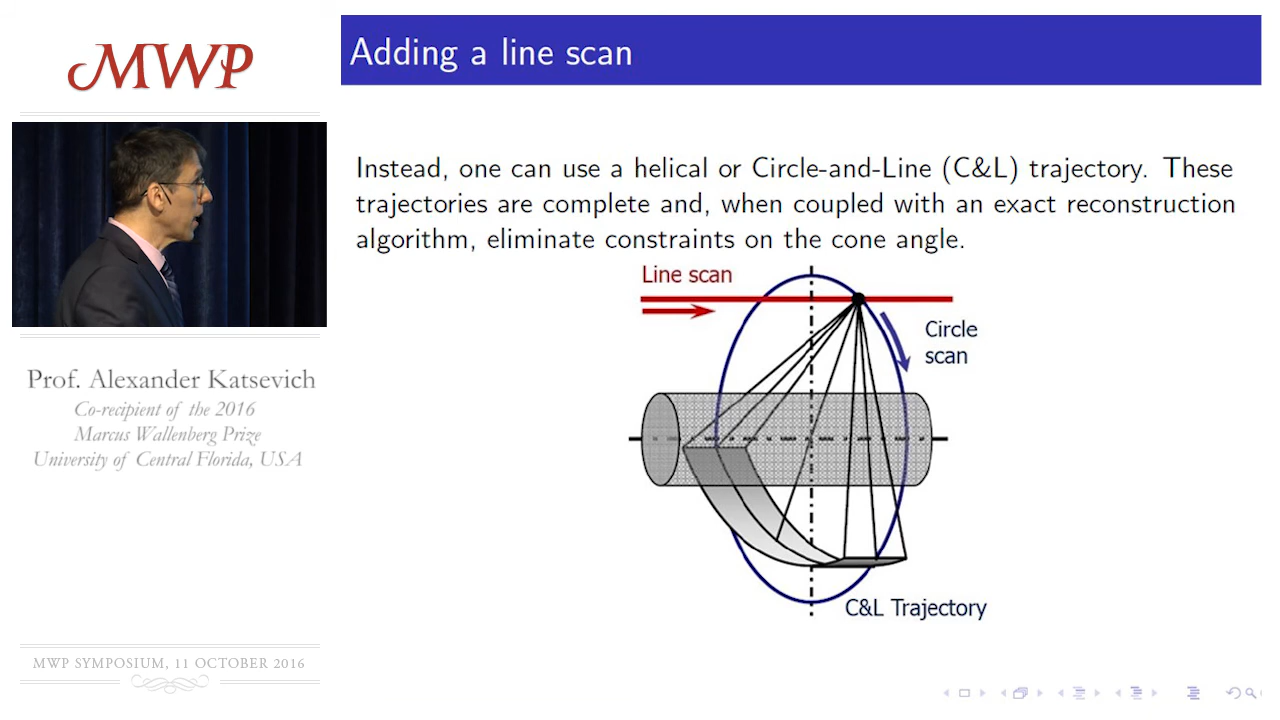 MWP
Adding a line scan
Instead, one can use a helical or Circle-and-Line (C&L) trajectory. These
trajectories are complete and, when coupled with an exact reconstruction
algorithm, eliminate constraints on the cone angle.
Line scan
Circle
scan
C&L Trajectory
Prof. Alexander Katsevich
Co-recipient of the 2016
Marcus Wallenberg Prize
University of Central Florida, USA
MWP SYMPOSIUM, 11 OCTOBER 2016